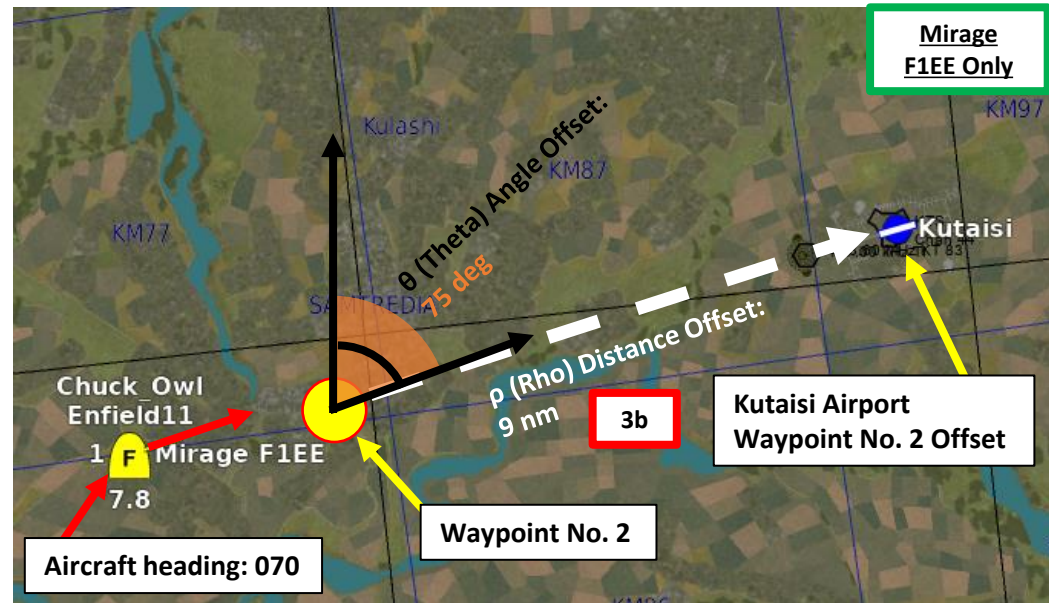 Mirage
F1EE Only
KM97
Kulashi
KM87
KM77
θ (Theta) Angle Offset:
75 deg
SAMTREDIA
Kutaisi
ρ (Rho) Distance Offset:
9 nm
3b
Kutaisi Airport
Waypoint No. 2 Offset
Chuck_Owl
Enfield11
1 F Mirage F1EE
7.8
Waypoint No. 2
Aircraft heading: 070